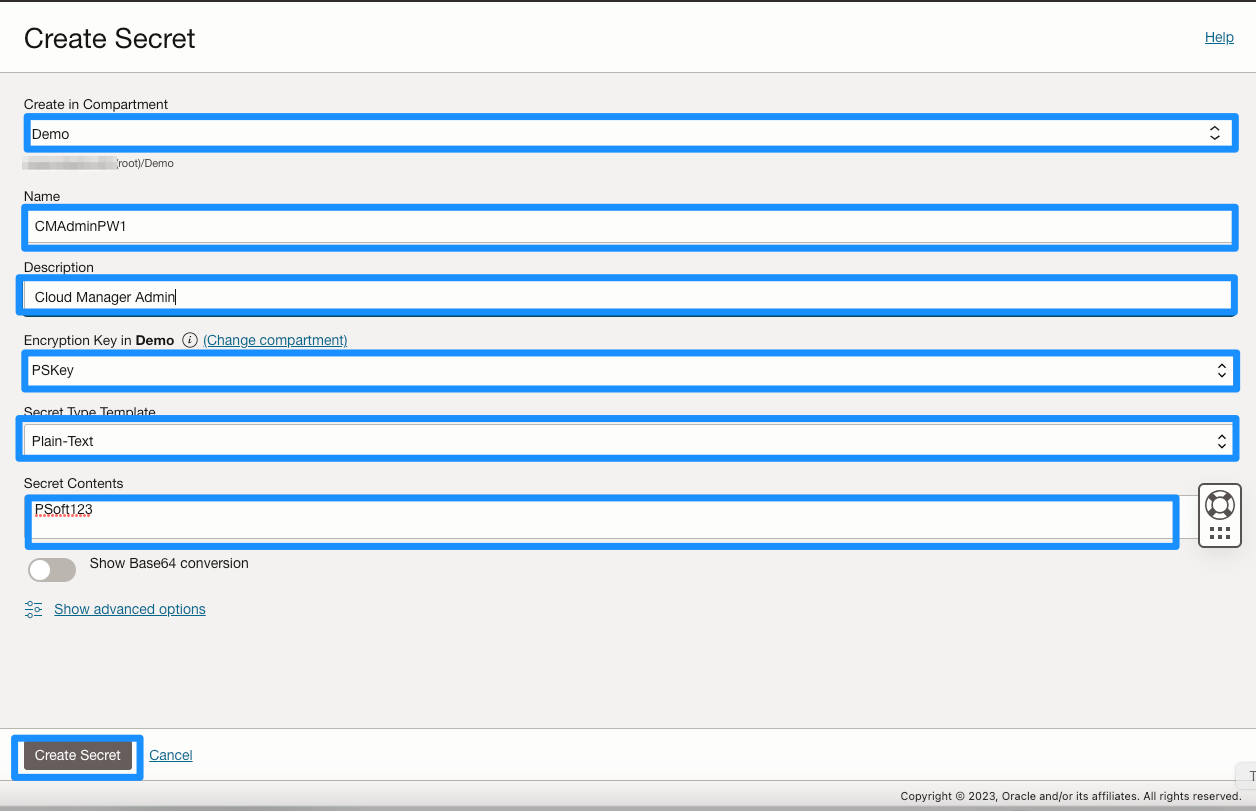 Create Secret
Help
Create in Compartment
Demo
(root)/Demo
Name
CMAdminPW1
Description
Cloud Manager Admin
Encryption Key in Demo (Change compartment)
PSKey
Secret Type Template
Plain-Text
Secret Contents
PSoft123
Show Base64 conversion
Show advanced options
Create Secret Cancel
Copyright © 2023, Oracle and/or its affiliates. All rights reserved.